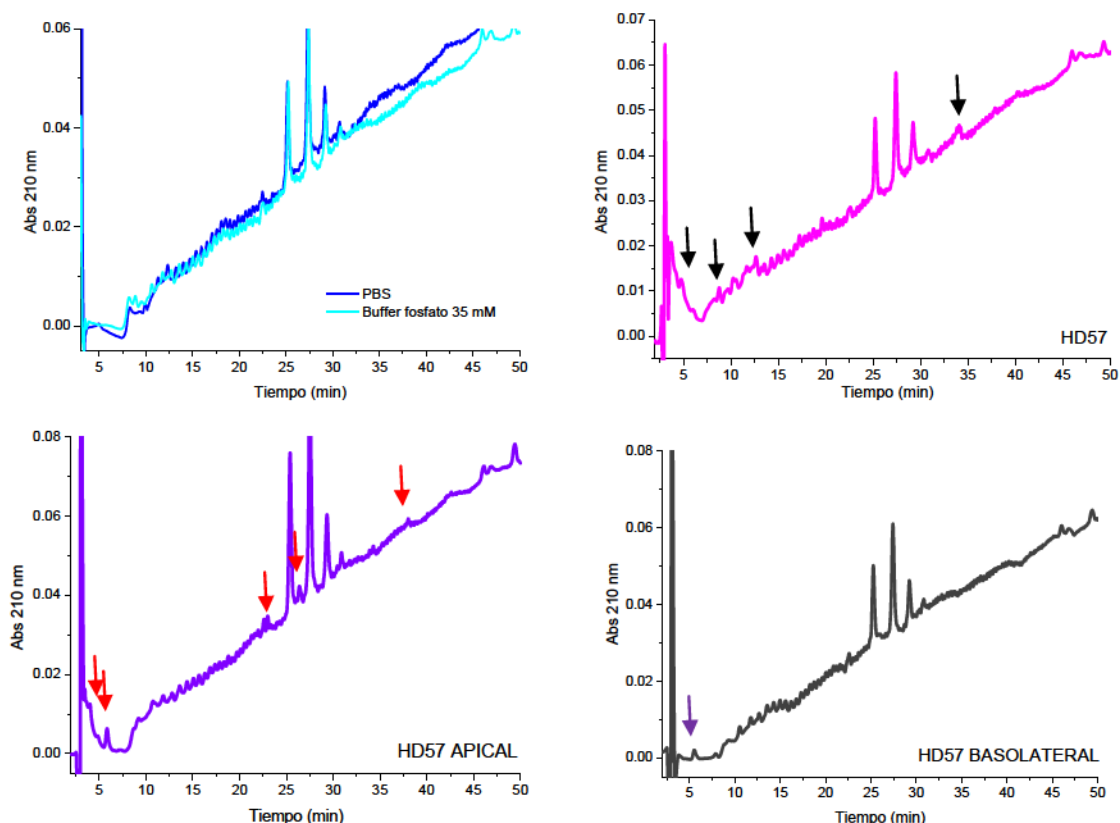 0.06
0.04
0.02
0.00
Abs 210 nm
PBS
Buffer fosfato 35 mM
5 10 15 20 25 30 35 40 45 50
Tiempo (min)
0.07
0.06
0.05
0.04
0.03
0.02
0.01
0.00
Abs 210 nm
HD57
5 10 15 20 25 30 35 40 45 50
Tiempo (min)
0.08
0.06
0.04
0.02
0.00
Abs 210 nm
HD57 APICAL
5 10 15 20 25 30 35 40 45 50
Tiempo (min)
0.08
0.06
0.04
0.02
0.00
Abs 210 nm
HD57 BASOLATERAL
5 10 15 20 25 30 35 40 45 50
Tiempo (min)